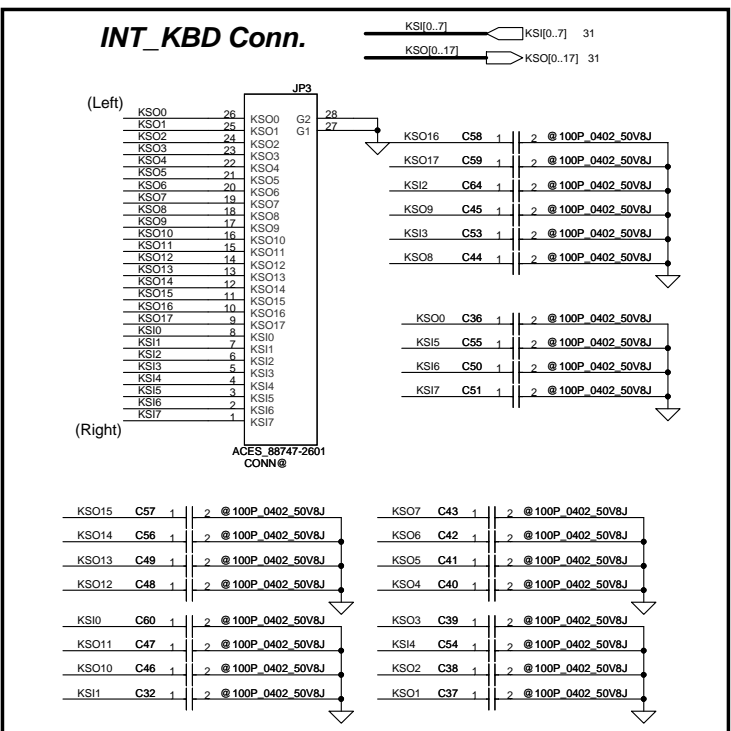 INT_KBD Conn.
KSI[0..7] KSI[0..7] 31
KSO[0..17] KSO[0..17] 31
JP3
(Left)
KSO0 26 KSO0 G2 28
KSO1 25 KSO1 G1 27
KSO2 24 KSO2
KSO3 23 KSO3
KSO4 22 KSO4
KSO5 21 KSO5
KSO6 20 KSO6
KSO7 19 KSO7
KSO8 18 KSO8
KSO9 17 KSO9
KSO10 16 KSO10
KSO11 15 KSO11
KSO12 14 KSO12
KSO13 13 KSO13
KSO14 12 KSO14
KSO15 11 KSO15
KSO16 10 KSO16
KSO17 9 KSO17
KSI0 8 KSI0
KSI1 7 KSI1
KSI2 6 KSI2
KSI3 5 KSI3
KSI4 4 KSI4
KSI5 3 KSI5
KSI6 2 KSI6
KSI7 1 KSI7
(Right)
ACES_88747-2601
CONN@
KSO16 C58 1 2 @100P_0402_50V8J
KSO17 C59 1 2 @100P_0402_50V8J
KSI2 C64 1 2 @100P_0402_50V8J
KSO9 C45 1 2 @100P_0402_50V8J
KSI3 C53 1 2 @100P_0402_50V8J
KSO8 C44 1 2 @100P_0402_50V8J
KSO0 C36 1 2 @100P_0402_50V8J
KSI5 C55 1 2 @100P_0402_50V8J
KSI6 C50 1 2 @100P_0402_50V8J
KSI7 C51 1 2 @100P_0402_50V8J
KSO15 C57 1 2 @100P_0402_50V8J
KSO14 C56 1 2 @100P_0402_50V8J
KSO13 C49 1 2 @100P_0402_50V8J
KSO12 C48 1 2 @100P_0402_50V8J
KSI0 C60 1 2 @100P_0402_50V8J
KSO11 C47 1 2 @100P_0402_50V8J
KSO10 C46 1 2 @100P_0402_50V8J
KSI1 C32 1 2 @100P_0402_50V8J
KSO7 C43 1 2 @100P_0402_50V8J
KSO6 C42 1 2 @100P_0402_50V8J
KSO5 C41 1 2 @100P_0402_50V8J
KSO4 C40 1 2 @100P_0402_50V8J
KSO3 C39 1 2 @100P_0402_50V8J
KSI4 C54 1 2 @100P_0402_50V8J
KSO2 C38 1 2 @100P_0402_50V8J
KSO1 C37 1 2 @100P_0402_50V8J